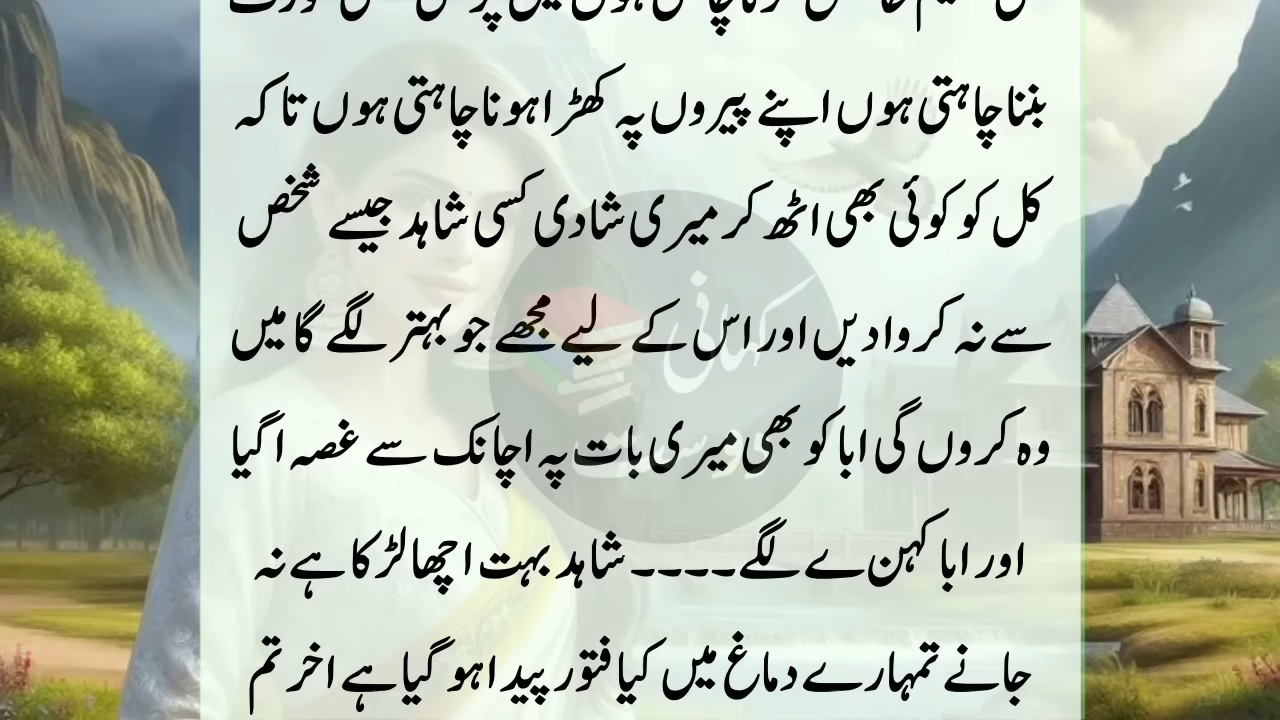 بننا چاہتی ہوں اپنے پیروں پہ کھڑا ہونا چاہتی ہوں تاکہ
کل کو کوئی بھی اٹھ کر میری شادی کسی شاہد جیسے شخص
سے نہ کروا دیں اور اس کے لیے مجھے جو بہتر لگے گا میں
وہ کروں گی ابا کو بھی میری بات پہ اچانک سے غصہ اگیا
اور ابا کہن ے لگے۔۔۔۔ شاہد بہت اچھا لڑکا ہے نہ
جانے تمہارے دماغ میں کیا فتور پیدا ہو گیا ہے اخر تم
کہانی